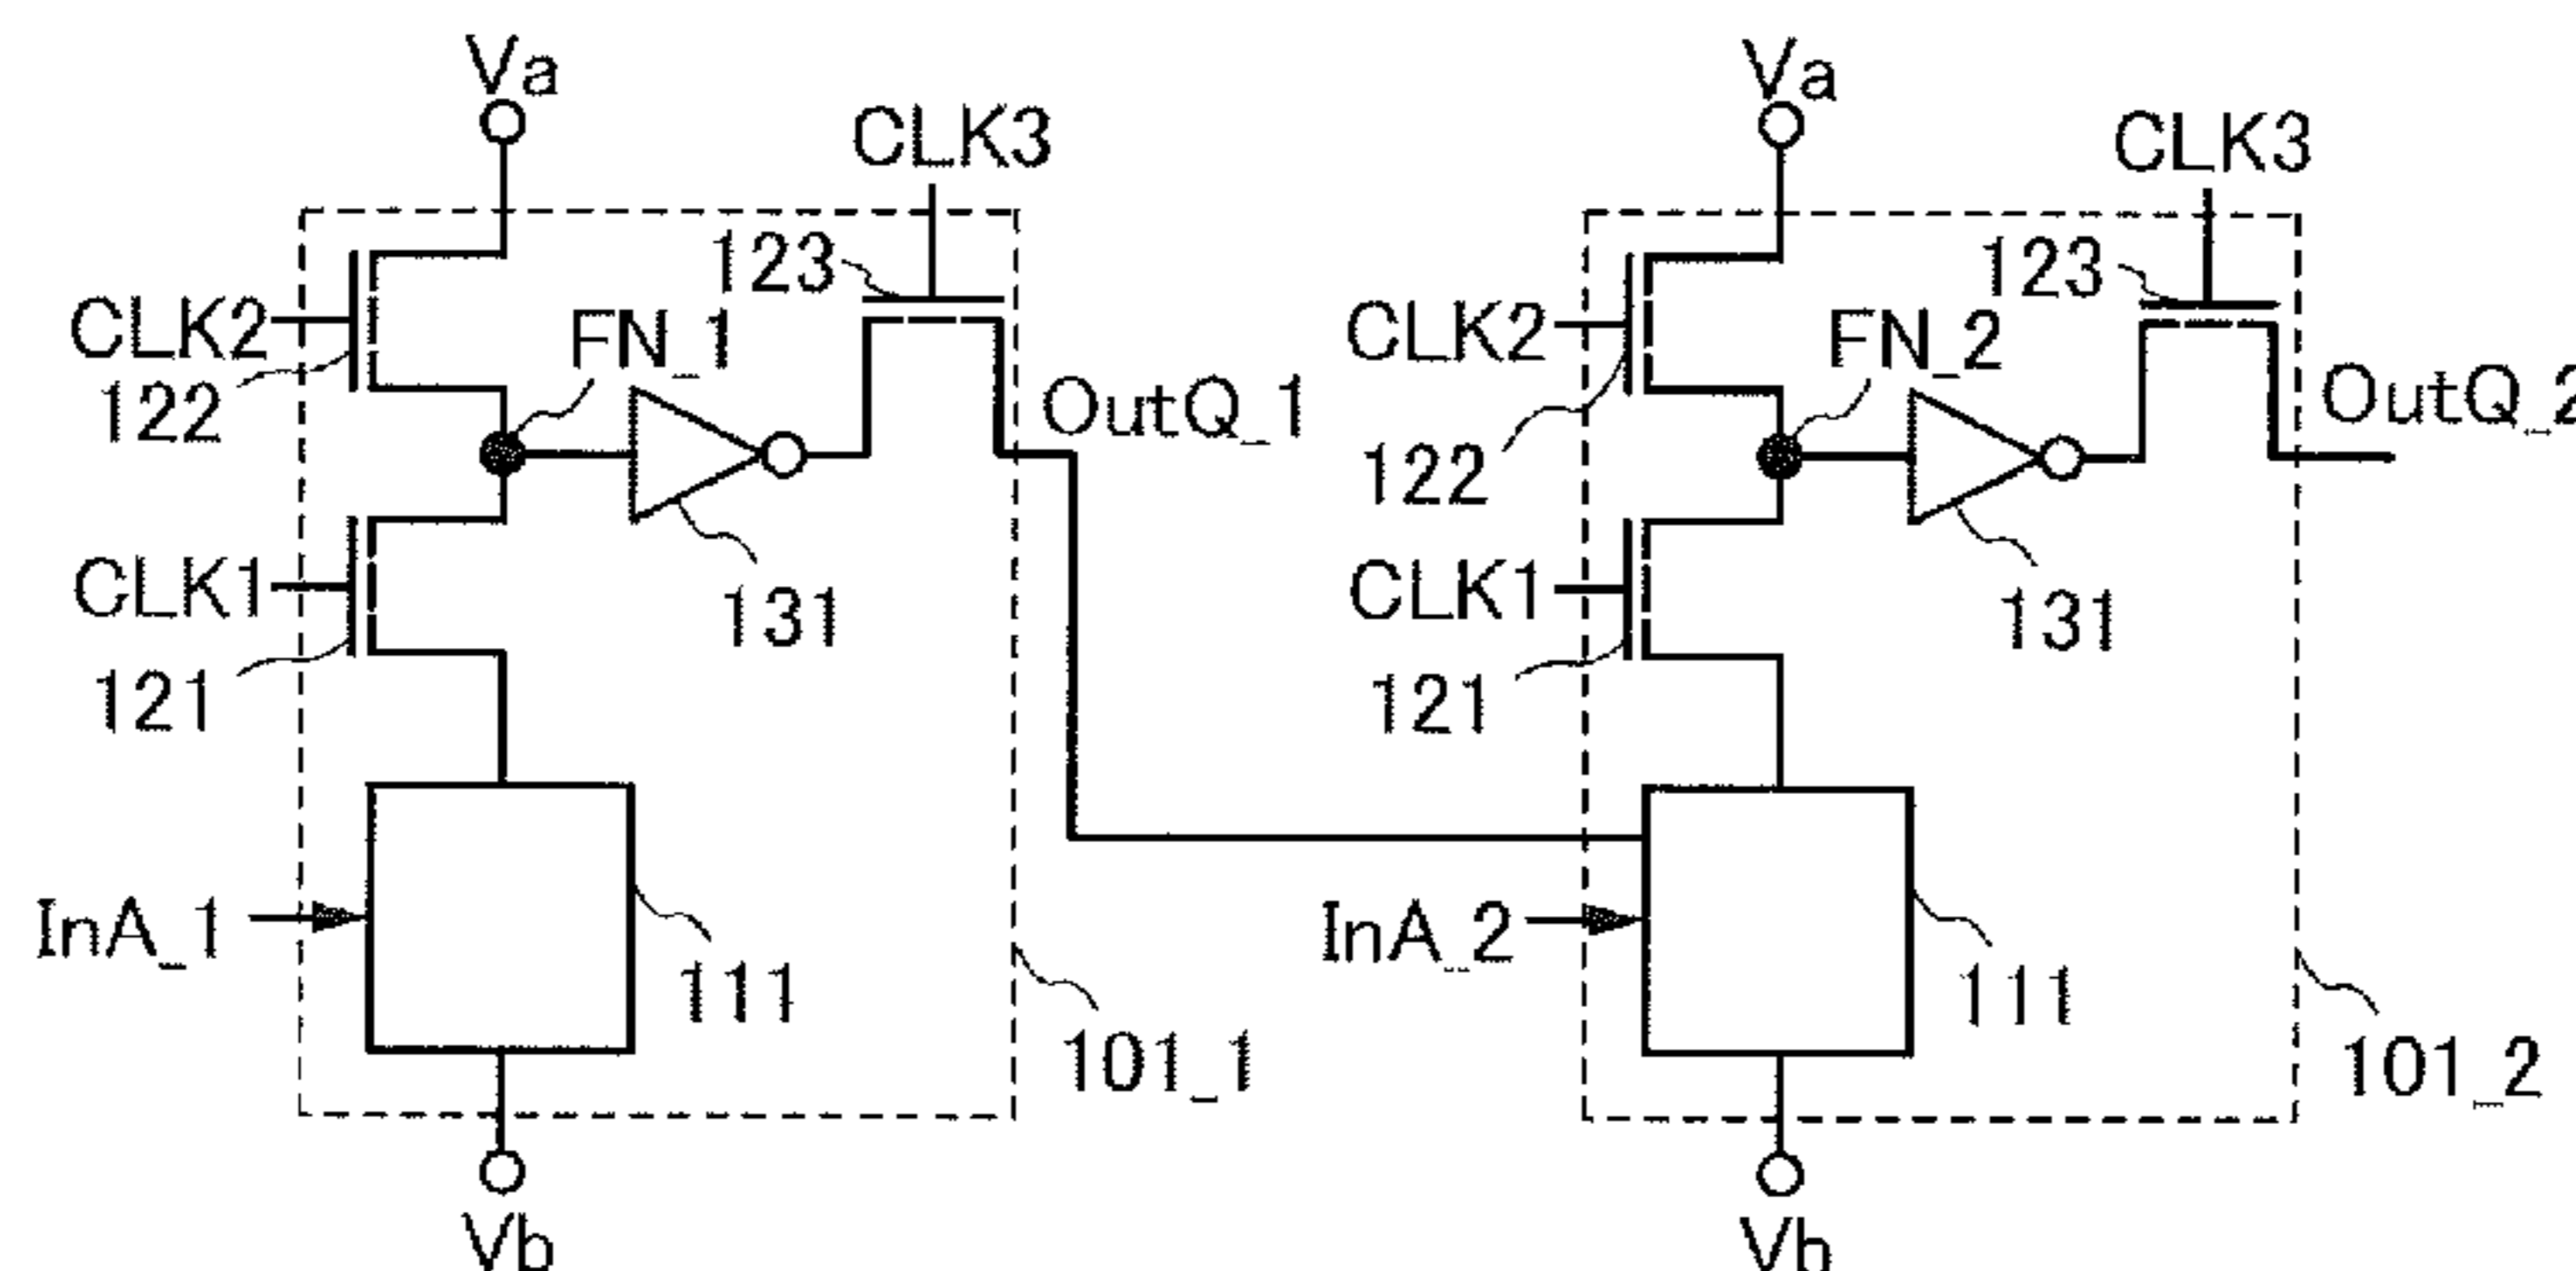 Va
CLK3
123
CLK2
122
FN_1
OutQ_1
CLK1
121
131
InA_1
111
101_1
Vb
Va
CLK3
123
CLK2
122
FN_2
OutQ_2
CLK1
121
131
InA_2
111
101_2
Vb